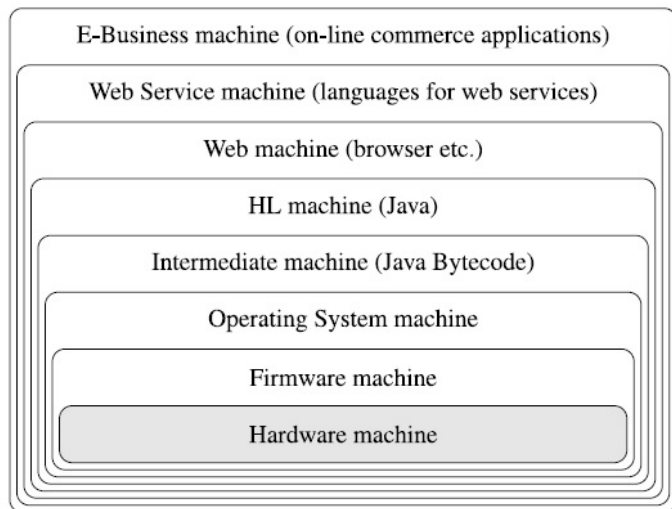 E-Business machine (on-line commerce applications)
Web Service machine (languages for web services)
Web machine (browser etc.)
HL machine (Java)
Intermediate machine (Java Bytecode)
Operating System machine
Firmware machine
Hardware machine